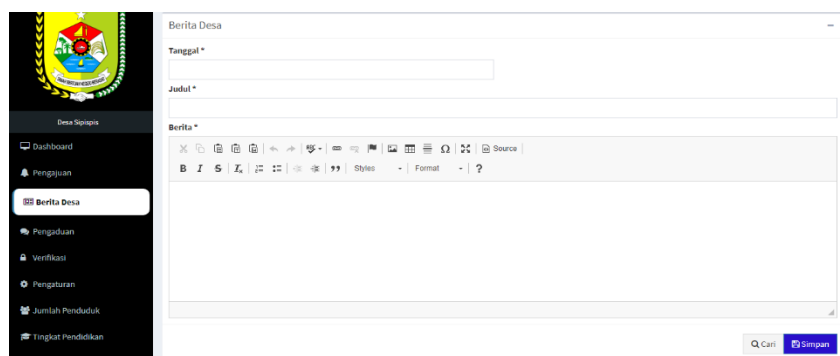 Desa Sipispis
Dashboard
Pengajuan
Berita Desa
Pengaduan
Verifikasi
Pengaturan
Jumlah Penduduk
Tingkat Pendidikan
Berita Desa
Tanggal *
Judul *
Berita *
Source
B I S Ix Styles Format ?
Cari Simpan